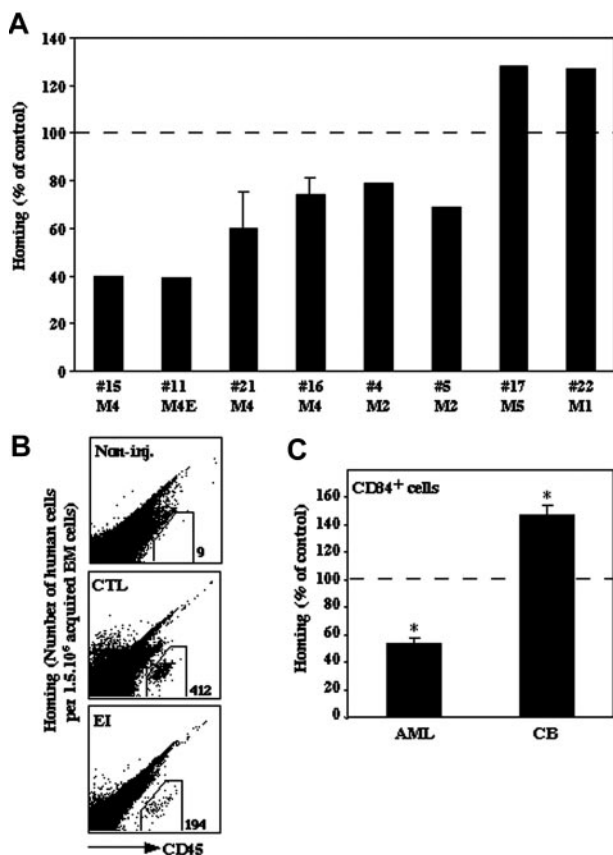 A
Homing (% of control)
140
120
100
80
60
40
20
0
#15 #11 #21 #16 #4 #5 #17 #22
M4 M4E M4 M4 M2 M2 M5 M1
B
Homing (Number of human cells
per 1.5.10⁶ acquired EM cells)
Non-inj.
9
CTL
412
EI
194
CD45
C
Homing (% of control)
CD84⁺ cells
160
140
120
100
80
60
40
20
0
*
*
AML CB